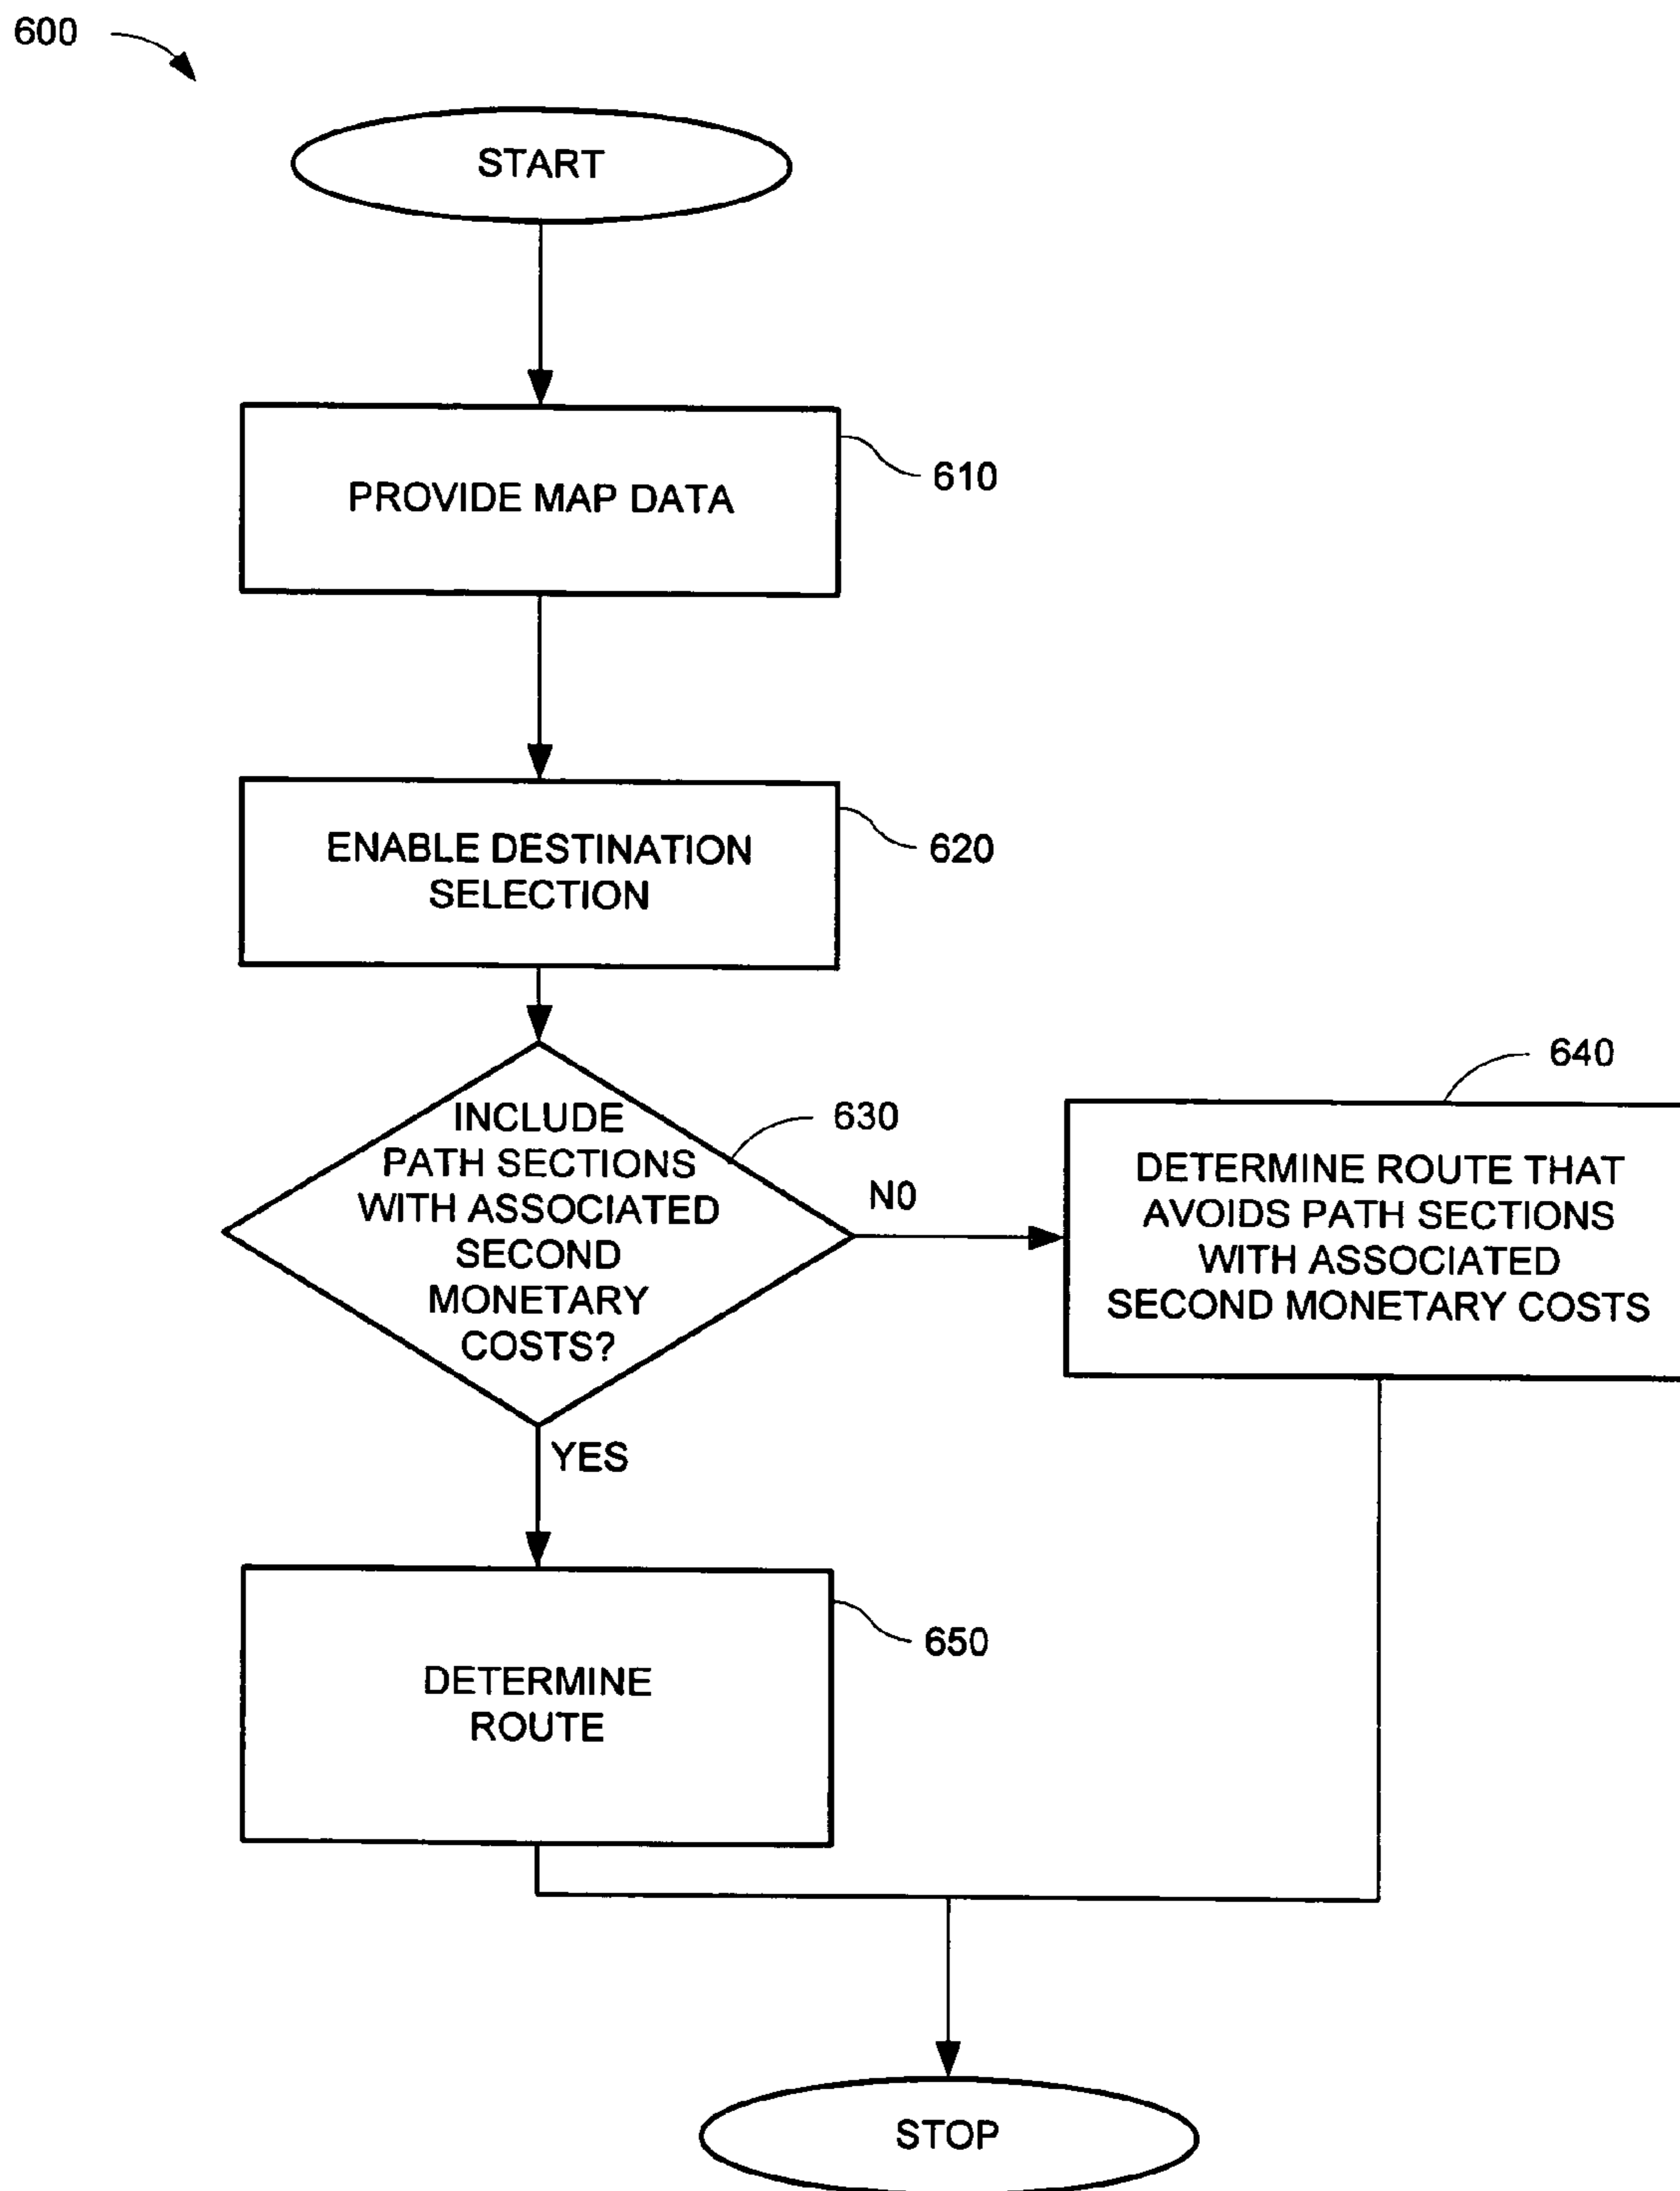 600
START
PROVIDE MAP DATA
610
ENABLE DESTINATION
SELECTION
620
INCLUDE
PATH SECTIONS
WITH ASSOCIATED
SECOND
MONETARY
COSTS?
630
N0
640
DETERMINE ROUTE THAT
AVOIDS PATH SECTIONS
WITH ASSOCIATED
SECOND MONETARY COSTS
YES
DETERMINE
ROUTE
650
STOP